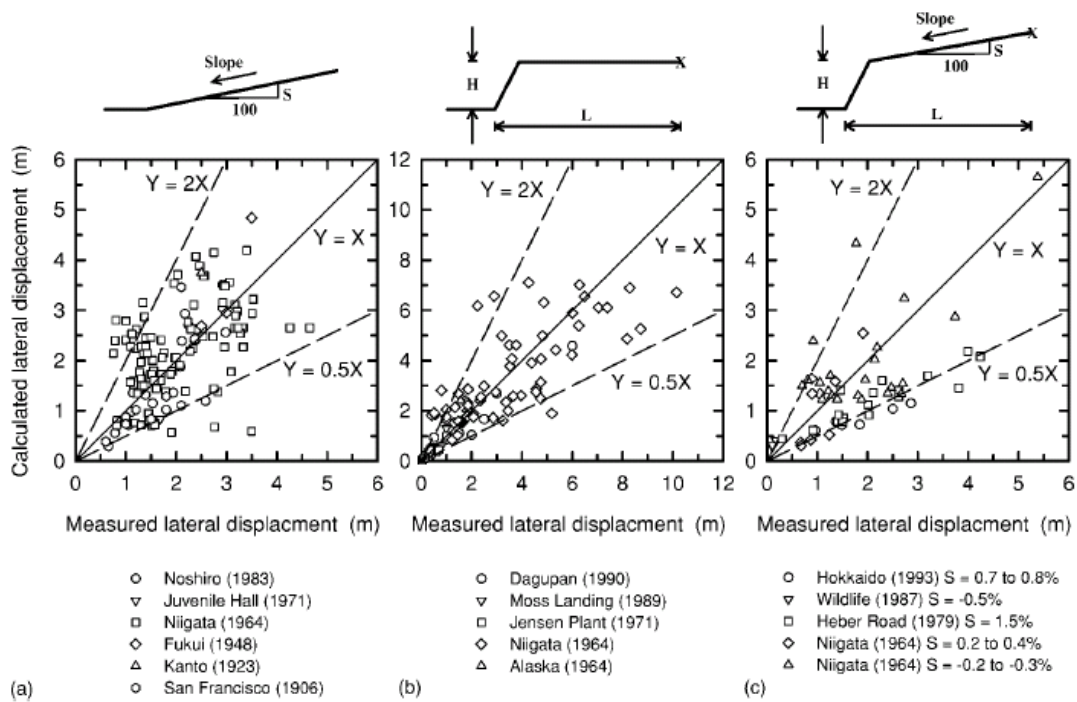 Slope
S
100
H
X
L
Slope
X
S
100
H
L
Calculated lateral displacement (m)
6
5
4
3
2
1
0
Y = 2X
Y = X
Y = 0.5X
0 1 2 3 4 5 6
Measured lateral displacment (m)
12
10
8
6
4
2
0
Y = 2X
Y = X
Y = 0.5X
0 2 4 6 8 10 12
Measured lateral displacment (m)
6
5
4
3
2
1
0
Y = 2X
Y = X
Y = 0.5X
0 1 2 3 4 5 6
Measured lateral displacment (m)
Noshiro (1983)
Juvenile Hall (1971)
Niigata (1964)
Fukui (1948)
Kanto (1923)
San Francisco (1906)
(a)
Dagupan (1990)
Moss Landing (1989)
Jensen Plant (1971)
Niigata (1964)
Alaska (1964)
(b)
Hokkaido (1993) S = 0.7 to 0.8%
Wildlife (1987) S = -0.5%
Heber Road (1979) S = 1.5%
Niigata (1964) S = 0.2 to 0.4%
Niigata (1964) S = -0.2 to -0.3%
(c)